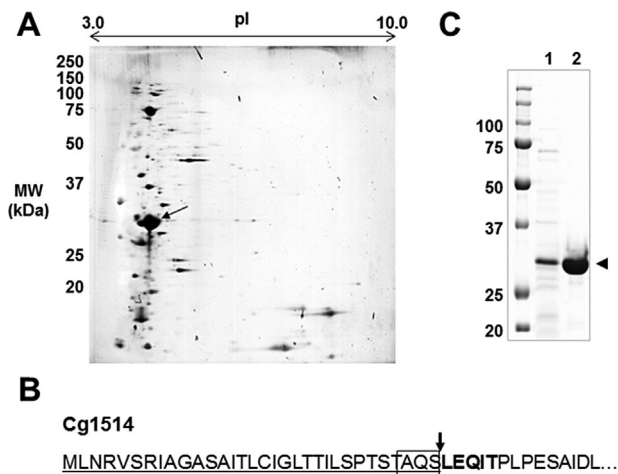 A
pI
3.0
10.0
250
150
100
75
50
37
25
20
MW
(kDa)
C
1 2
100
75
50
37
25
20
B
Cg1514
MLNRVSRIAGASAITLCIGLTTILSPTSTAQSLEQITPLPESAIDL...